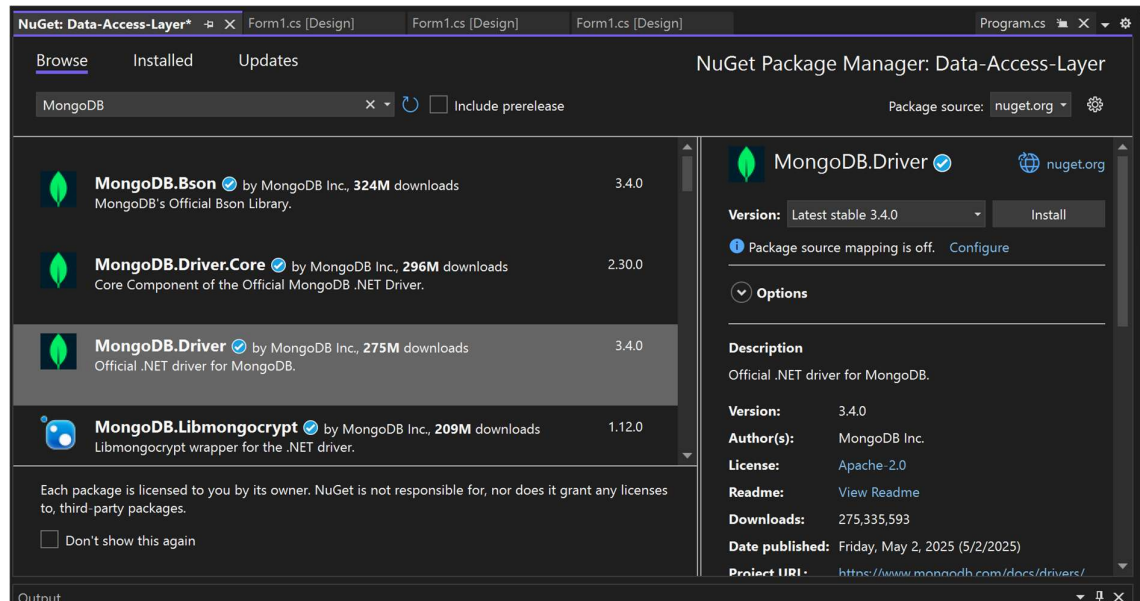 NuGet: Data-Access-Layer*
Form1.cs [Design]
Form1.cs [Design]
Form1.cs [Design]
Program.cs
Browse
Installed
Updates
NuGet Package Manager: Data-Access-Layer
MongoDB
Include prerelease
Package source: nuget.org
MongoDB.Bson by MongoDB Inc., 324M downloads
3.4.0
MongoDB's Official Bson Library.
MongoDB.Driver.Core by MongoDB Inc., 296M downloads
2.30.0
Core Component of the Official MongoDB .NET Driver.
MongoDB.Driver by MongoDB Inc., 275M downloads
3.4.0
Official .NET driver for MongoDB.
MongoDB.Libmongocrypt by MongoDB Inc., 209M downloads
1.12.0
Libmongocrypt wrapper for the .NET driver.
Each package is licensed to you by its owner. NuGet is not responsible for, nor does it grant any licenses
to, third-party packages.
Don't show this again
MongoDB.Driver
nuget.org
Version: Latest stable 3.4.0
Install
Package source mapping is off. Configure
Options
Description
Official .NET driver for MongoDB.
Version: 3.4.0
Author(s): MongoDB Inc.
License: Apache-2.0
Readme: View Readme
Downloads: 275,335,593
Date published: Friday, May 2, 2025 (5/2/2025)
Project URL: https://www.mongodb.com/docs/drivers/
Output